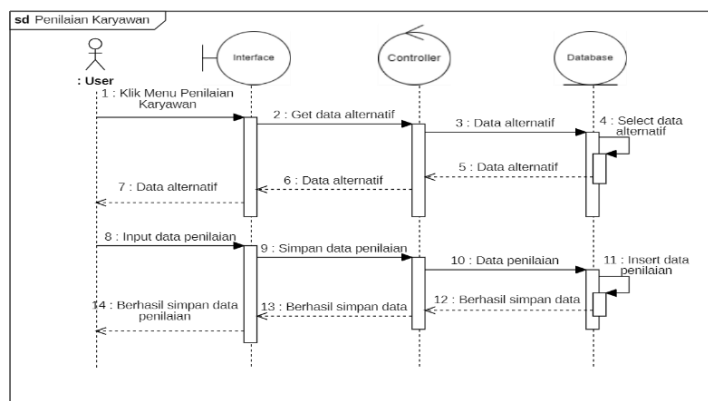 sd Penilaian Karyawan
Interface
Controller
Database
: User
1 : Klik Menu Penilaian
Karyawan
2 : Get data alternatif
3 : Data alternatif
4 : Select data
alternatif
5 : Data alternatif
6 : Data alternatif
7 : Data alternatif
8 : Input data penilaian
9 : Simpan data penilaian
10 : Data penilaian
11 : Insert data
penilaian
12 : Berhasil simpan data
13 : Berhasil simpan data
14 : Berhasil simpan data
penilaian